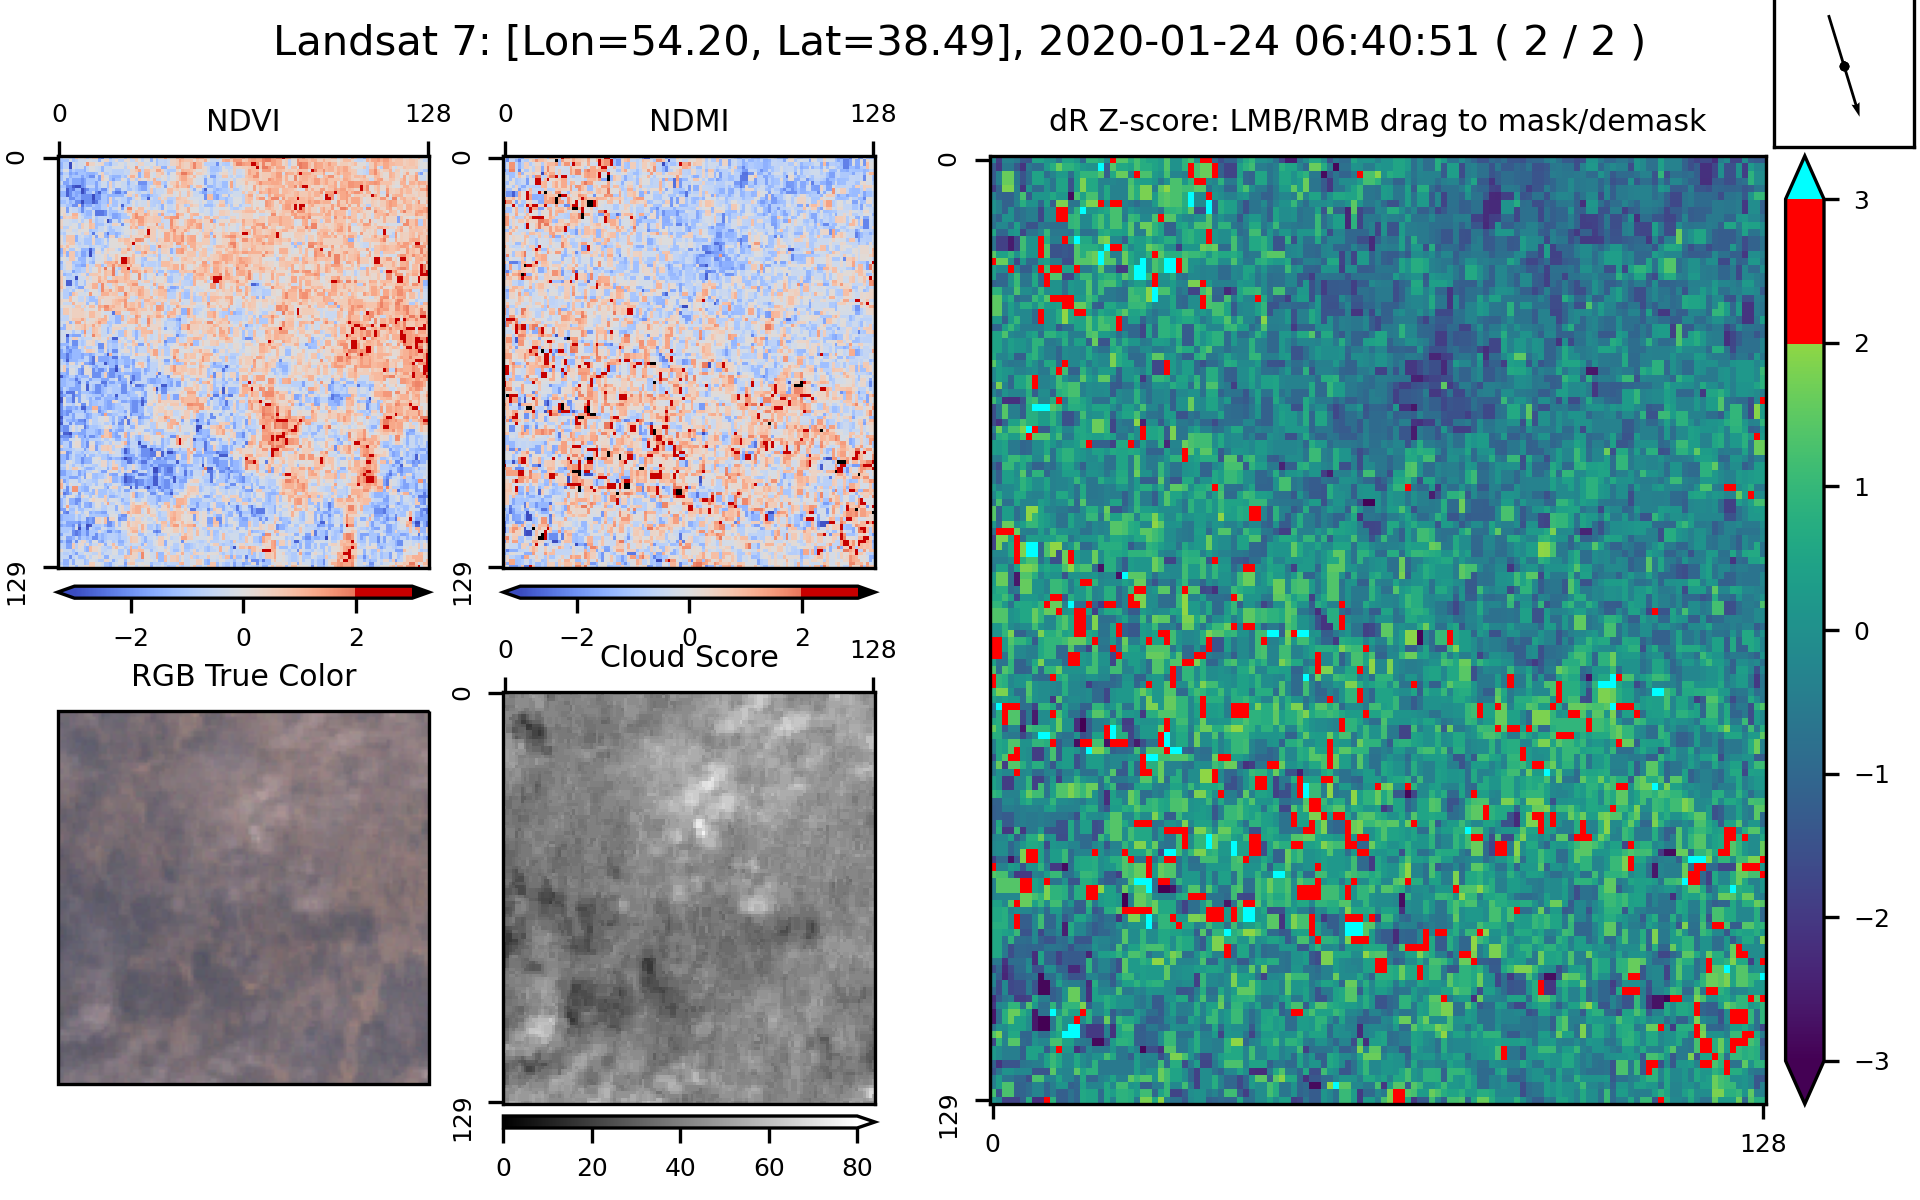 Landsat 7: [Lon=54.20, Lat=38.49], 2020-01-24 06:40:51 ( 2 / 2 )
0 NDVI 128
0
129
−2 0 2
0 NDMI 128
0
129
−2 0 2
RGB True Color
0 Cloud Score 128
0
129
0 20 40 60 80
dR Z-score: LMB/RMB drag to mask/demask
0
129
0 128
3
2
1
0
−1
−2
−3